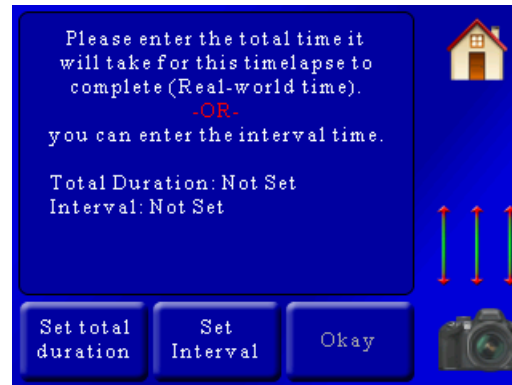 Please enter the total time it
will take for this timelapse to
complete (Real-world time).
-OR-
you can enter the interval time.
Total Duration: Not Set
Interval: Not Set
Set total
duration
Set
Interval
Okay